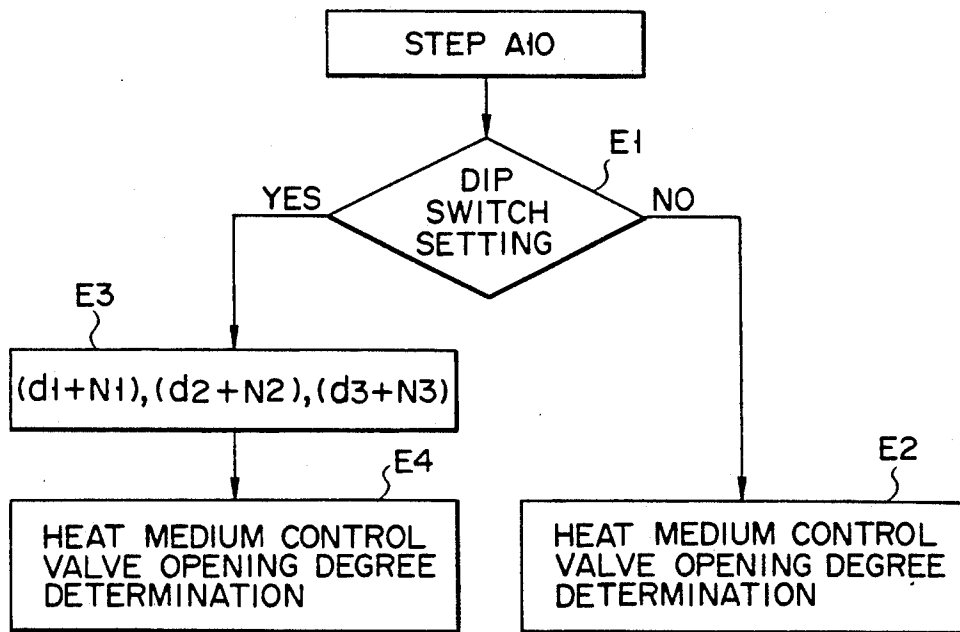 STEP A10
E1
DIP
SWITCH
SETTING
YES
NO
E3
(d1+N1),(d2+N2),(d3+N3)
E4
HEAT MEDIUM CONTROL
VALVE OPENING DEGREE
DETERMINATION
E2
HEAT MEDIUM CONTROL
VALVE OPENING DEGREE
DETERMINATION